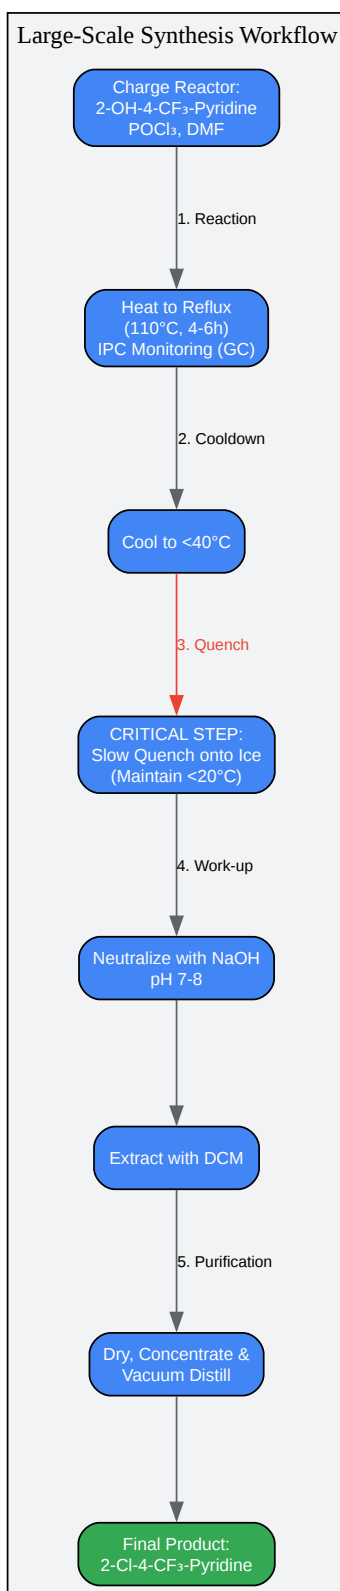 Large-Scale Synthesis Workflow
Charge Reactor:
2-OH-4-CF₃-Pyridine
POCl₃, DMF
1. Reaction
Heat to Reflux
(110°C, 4-6h)
IPC Monitoring (GC)
2. Cooldown
Cool to <40°C
3. Quench
CRITICAL STEP:
Slow Quench onto Ice
(Maintain <20°C)
4. Work-up
Neutralize with NaOH
pH 7-8
Extract with DCM
5. Purification
Dry, Concentrate &
Vacuum Distill
Final Product:
2-Cl-4-CF₃-Pyridine